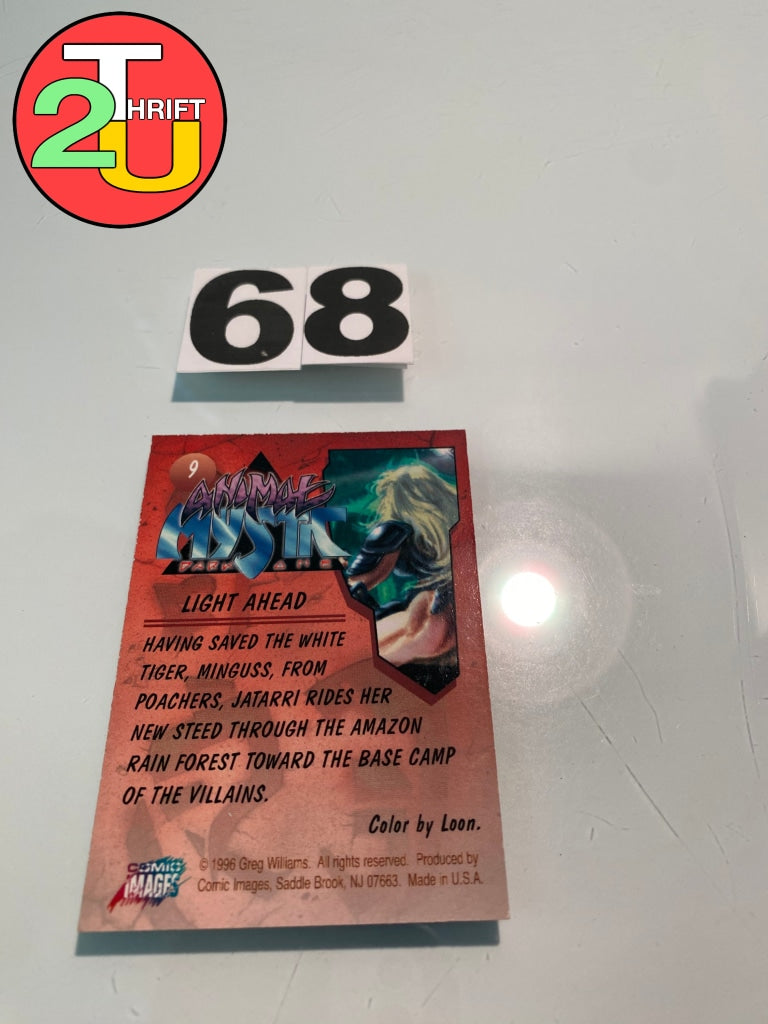 T
2 HRIFT
U
68
9
ANIMAL
MYSTIC
LIGHT AHEAD
HAVING SAVED THE WHITE
TIGER, MINGUSS, FROM
POACHERS, JATARRI RIDES HER
NEW STEED THROUGH THE AMAZON
RAIN FOREST TOWARD THE BASE CAMP
OF THE VILLAINS.
Color by Loon.
COMIC
IMAGES
© 1996 Greg Williams. All rights reserved. Produced by
Comic Images, Saddle Brook, NJ 07663. Made in U.S.A.